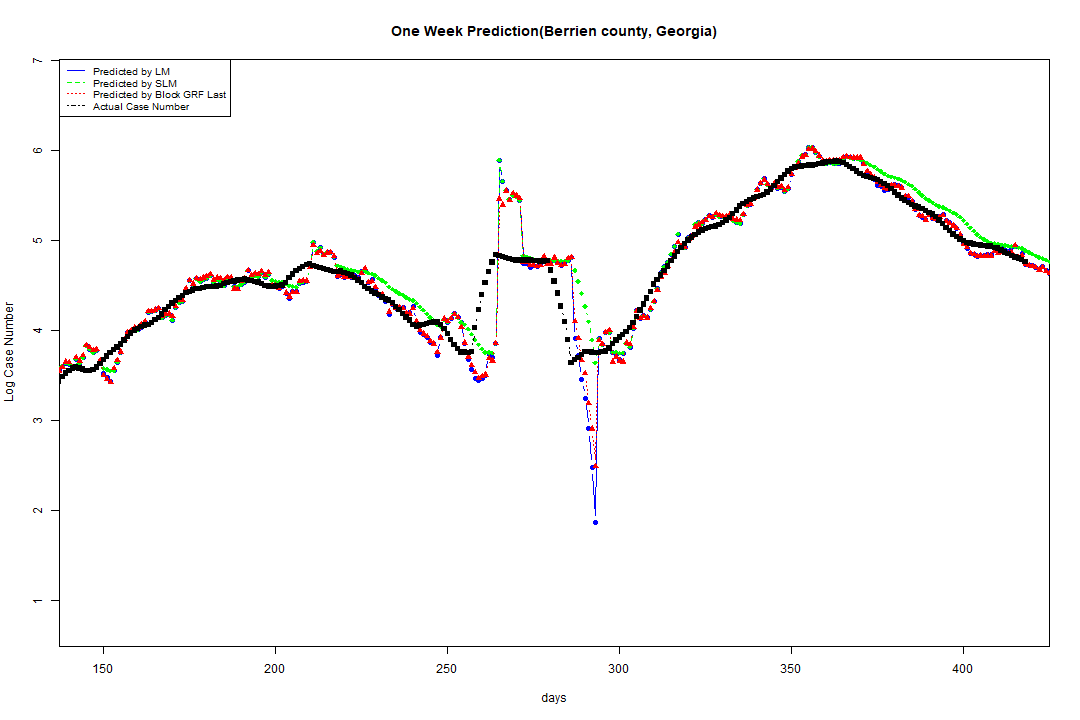 One Week Prediction(Berrien county, Georgia)
Predicted by LM
Predicted by SLM
Predicted by Block GRF Last
Actual Case Number
7
6
5
4
3
2
1
Log Case Number
150 200 250 300 350 400
days